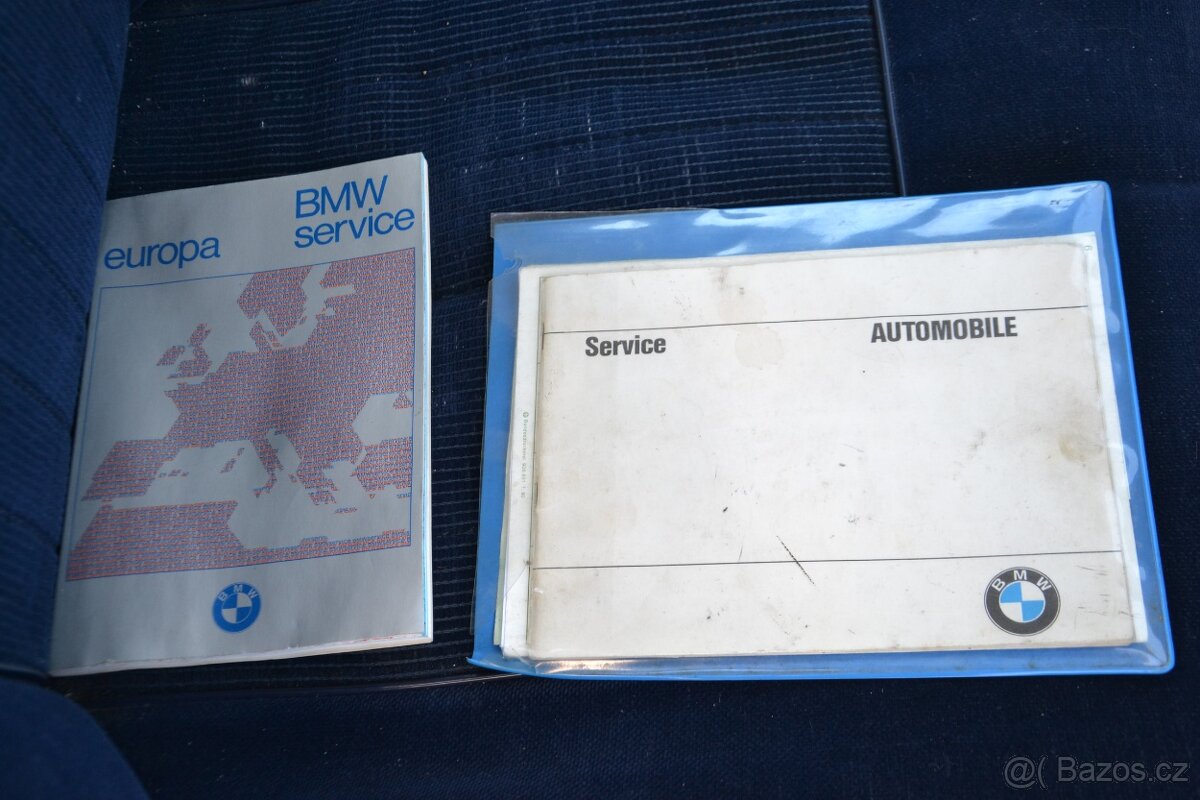 BMW
service
europa
BMW
Service
AUTOMOBILE
BMW
@( Bazos.cz